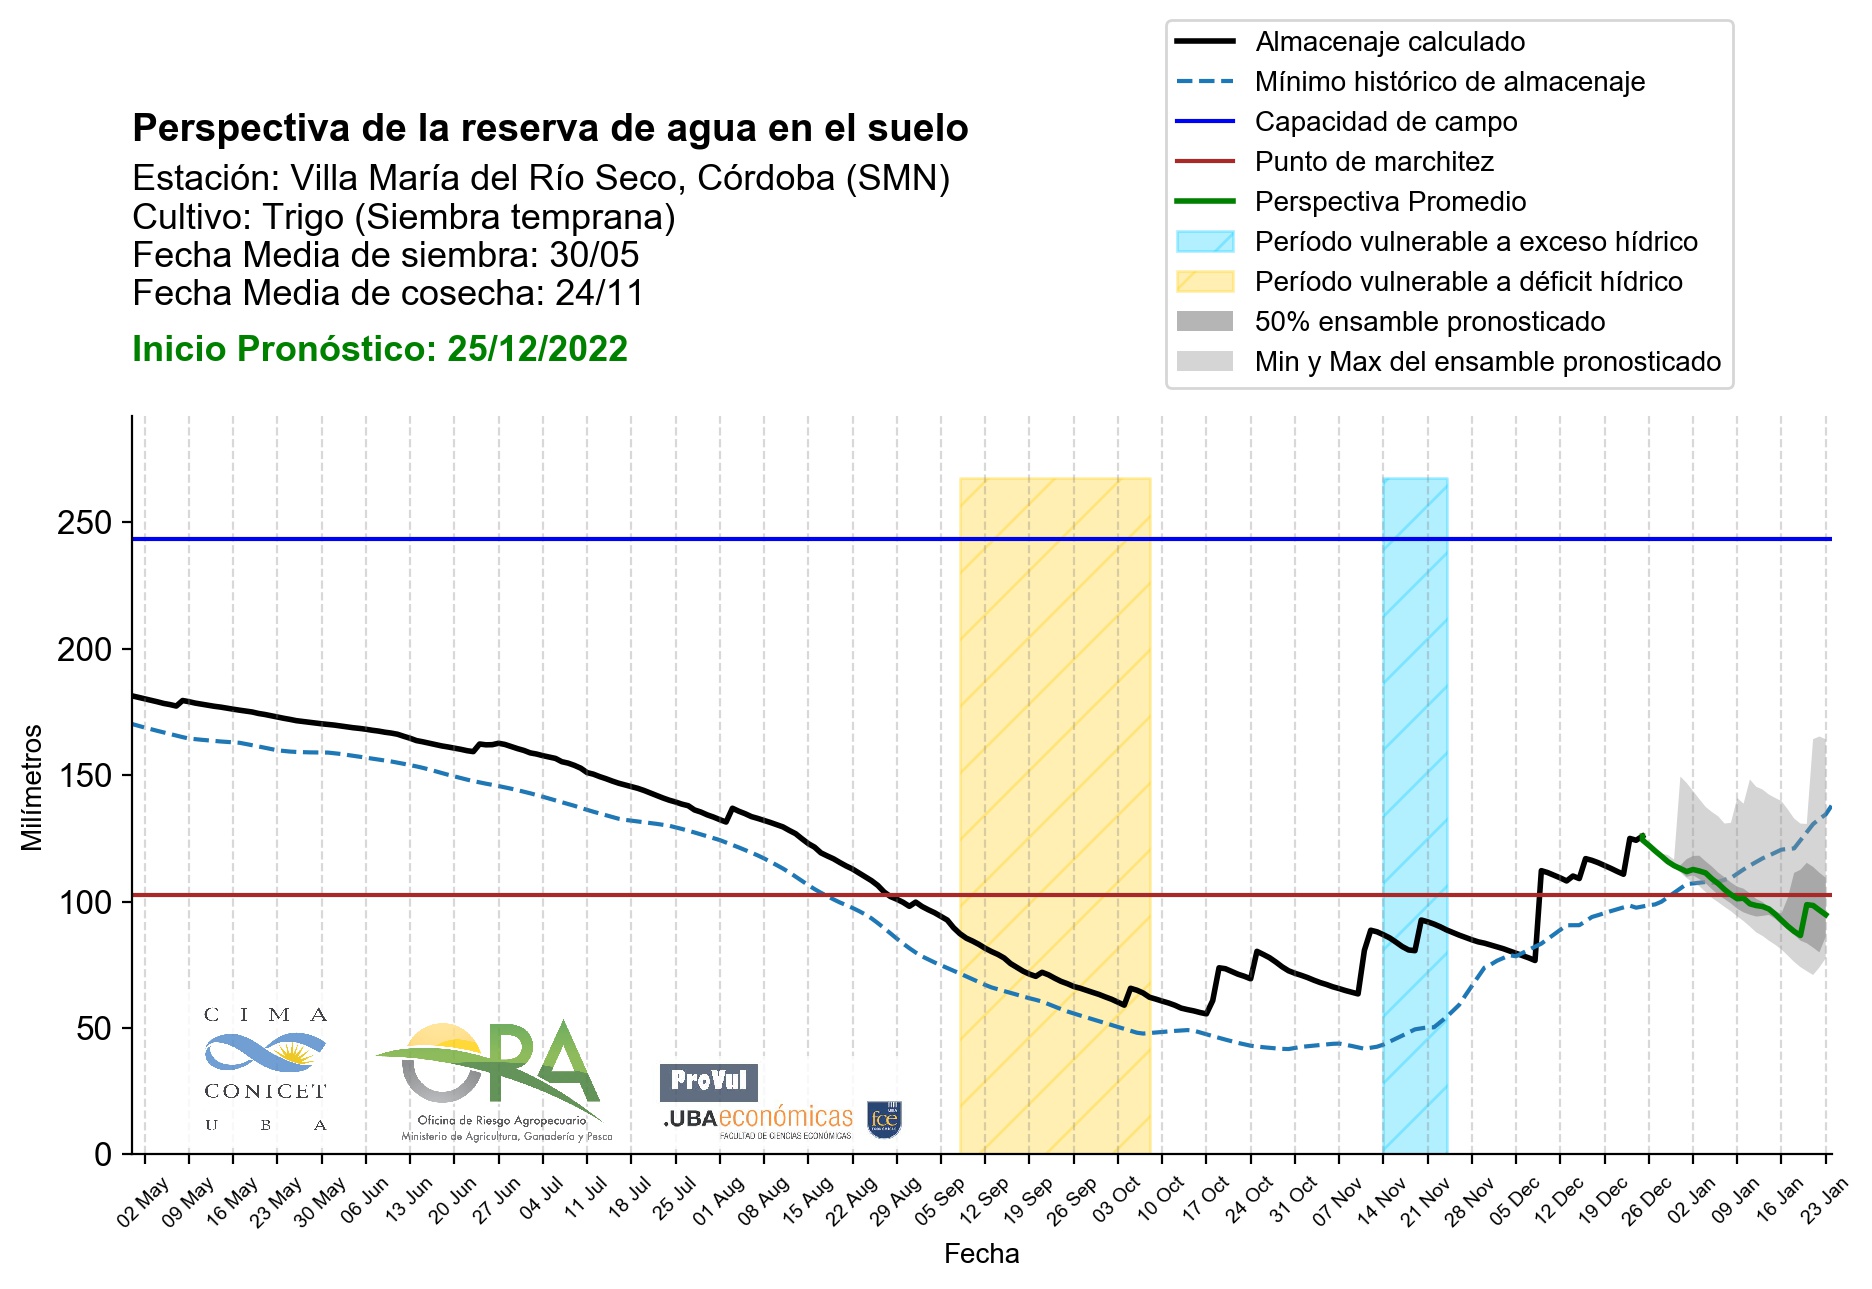 Almacenaje calculado
Mínimo histórico de almacenaje
Capacidad de campo
Punto de marchitez
Perspectiva Promedio
Período vulnerable a exceso hídrico
Período vulnerable a déficit hídrico
50% ensamble pronosticado
Min y Max del ensamble pronosticado
Perspectiva de la reserva de agua en el suelo
Estación: Villa María del Río Seco, Córdoba (SMN)
Cultivo: Trigo (Siembra temprana)
Fecha Media de siembra: 30/05
Fecha Media de cosecha: 24/11
Inicio Pronóstico: 25/12/2022
Milímetros
250
200
150
100
50
0
CIMA
CONICET
UBA
ORA
Oficina de Riesgo Agropecuario
Ministerio de Agricultura, Ganadería y Pesca
ProVul
.UBAeconómicas
FACULTAD DE CIENCIAS ECONÓMICAS
fce
02 May
09 May
16 May
23 May
30 May
06 Jun
13 Jun
20 Jun
27 Jun
04 Jul
11 Jul
18 Jul
25 Jul
01 Aug
08 Aug
15 Aug
22 Aug
29 Aug
05 Sep
12 Sep
19 Sep
26 Sep
03 Oct
10 Oct
17 Oct
24 Oct
31 Oct
07 Nov
14 Nov
21 Nov
28 Nov
05 Dec
12 Dec
19 Dec
26 Dec
02 Jan
09 Jan
16 Jan
23 Jan
Fecha